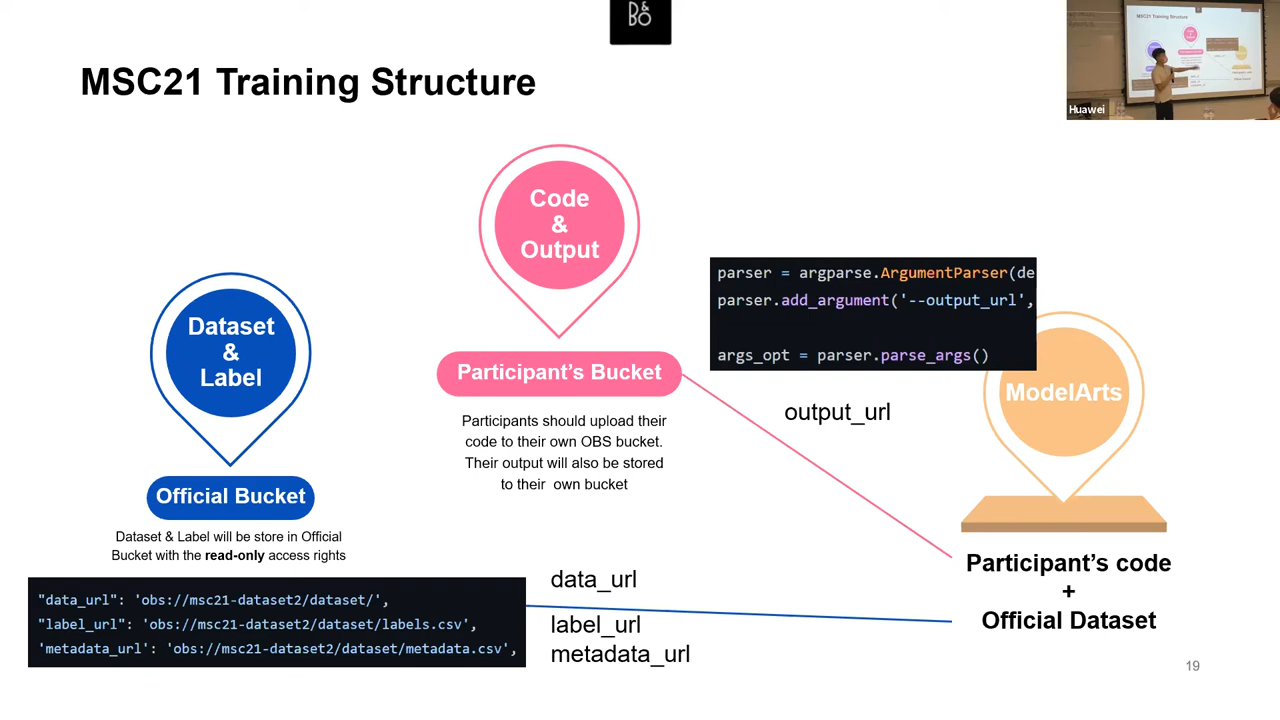 D&
BO
MSC21 Training Structure
Huawei
Code
&
Output
Dataset
&
Label
parser = argparse.ArgumentParser(de
parser.add_argument('--output_url',
args_opt = parser.parse_args()
ModelArts
Participant's Bucket
output_url
Participants should upload their
code to their own OBS bucket.
Their output will also be stored
to their own bucket
Official Bucket
Dataset & Label will be store in Official
Bucket with the read-only access rights
Participant's code
+
Official Dataset
"data_url": 'obs://msc21-dataset2/dataset/',
"label_url": 'obs://msc21-dataset2/dataset/labels.csv',
'metadata_url': 'obs://msc21-dataset2/dataset/metadata.csv',
data_url
label_url
metadata_url
19
MSC21 Training Structure